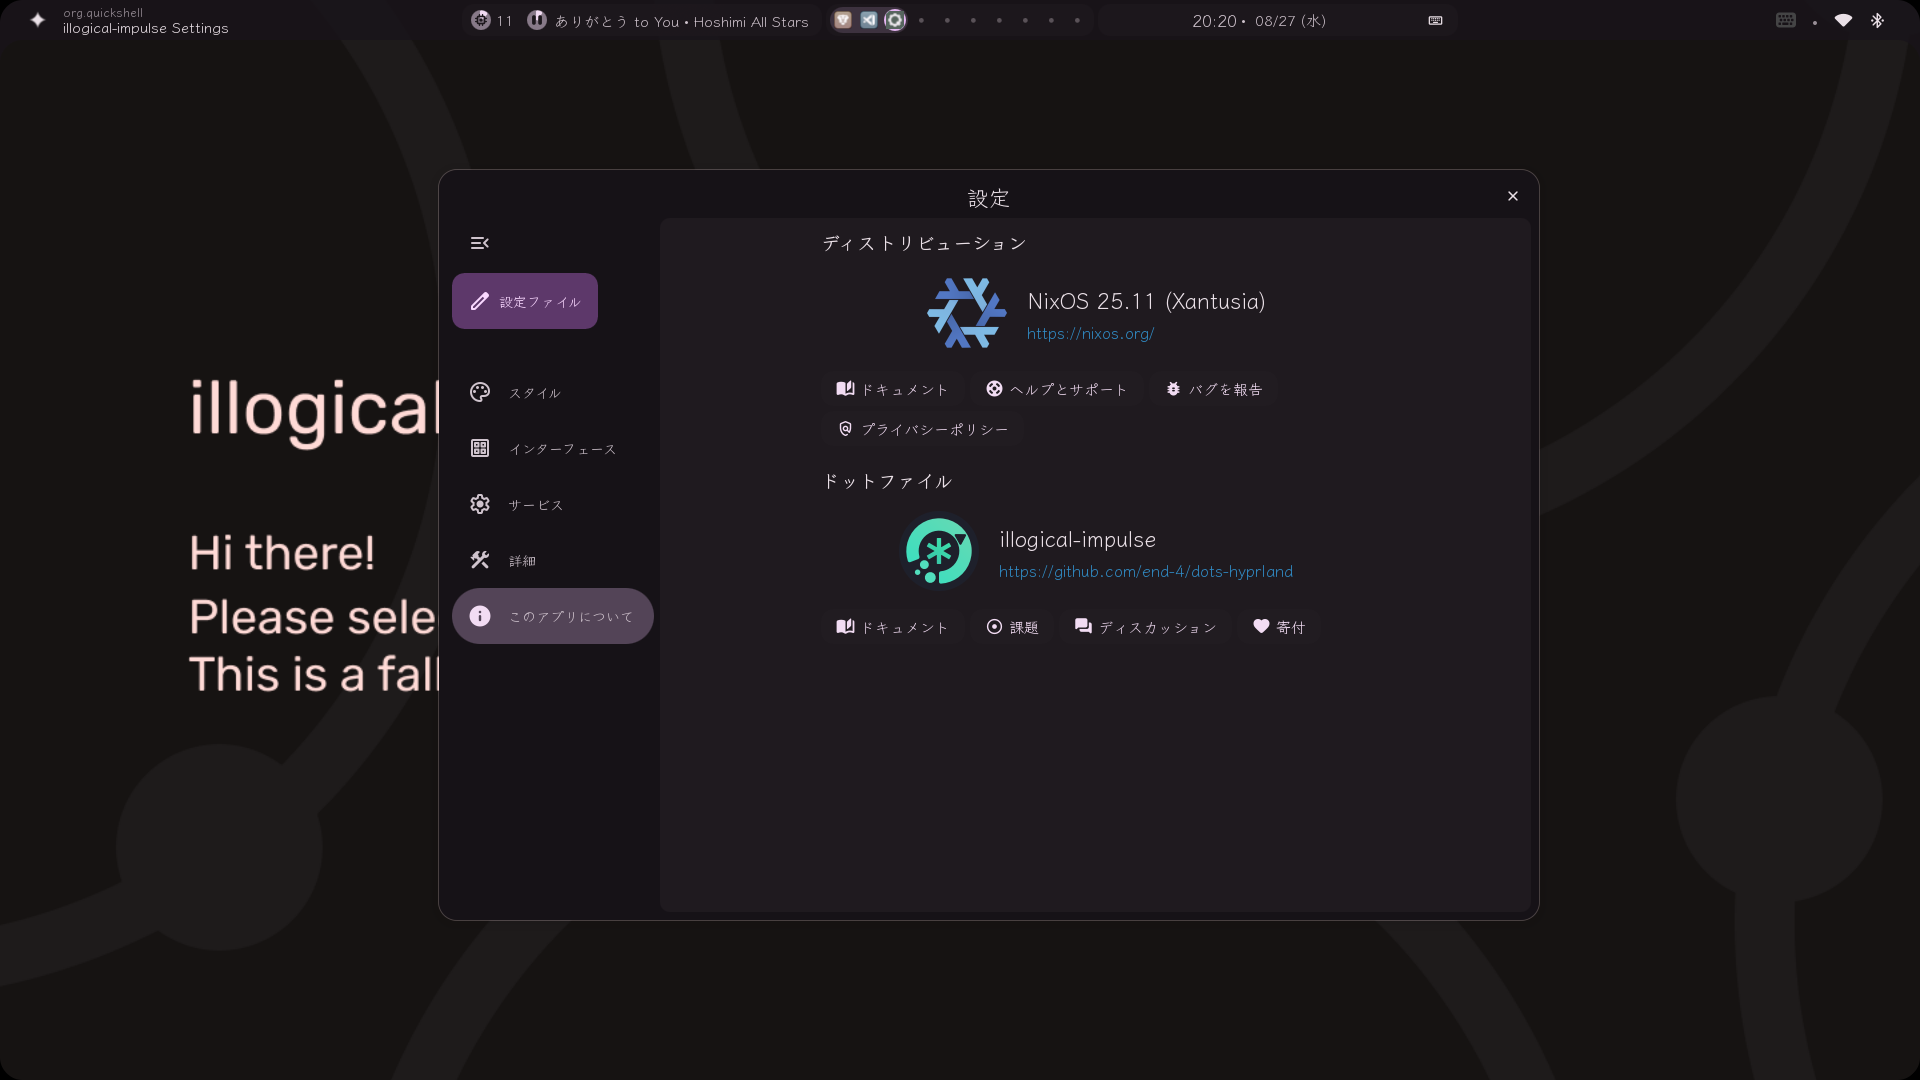 org.quickshell
illogical-impulse Settings
11
ありがとう to You • Hoshimi All Stars
20:20 • 08/27 (水)
設定
設定ファイル
スタイル
インターフェース
サービス
詳細
このアプリについて
ディストリビューション
NixOS 25.11 (Xantusia)
https://nixos.org/
ドキュメント ヘルプとサポート バグを報告
プライバシーポリシー
ドットファイル
illogical-impulse
https://github.com/end-4/dots-hyprland
ドキュメント 課題 ディスカッション 寄付
illogical
Hi there!
Please sele
This is a fall